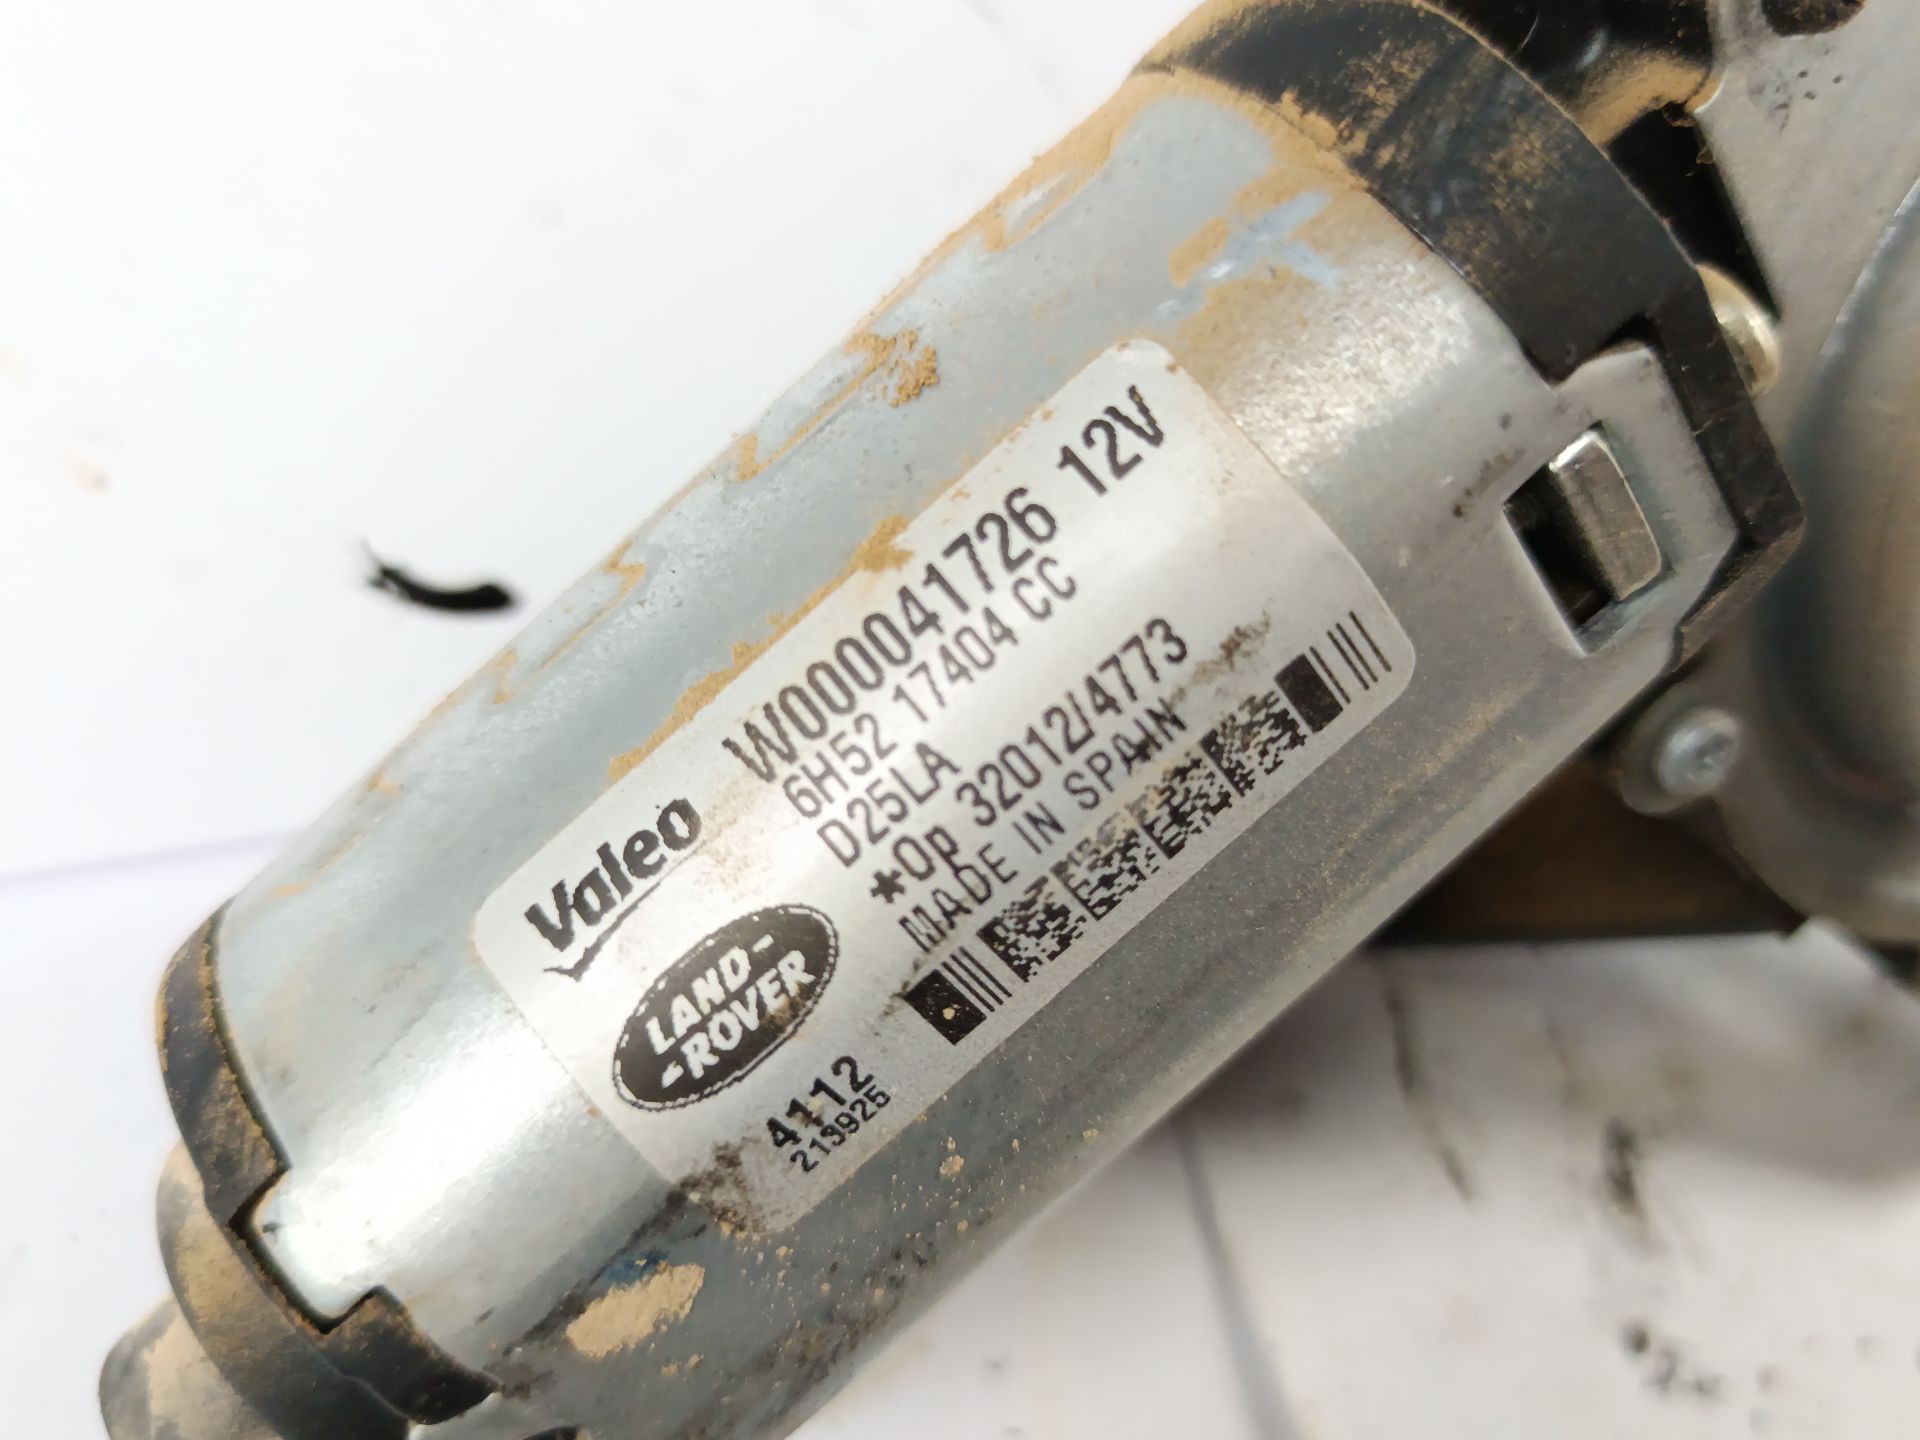 Valeo
W000041726 12V
6H52 17404 CC
D25LA
*Op 32012/4773
MADE IN SPAIN
LAND-
-ROVER
4112
213925